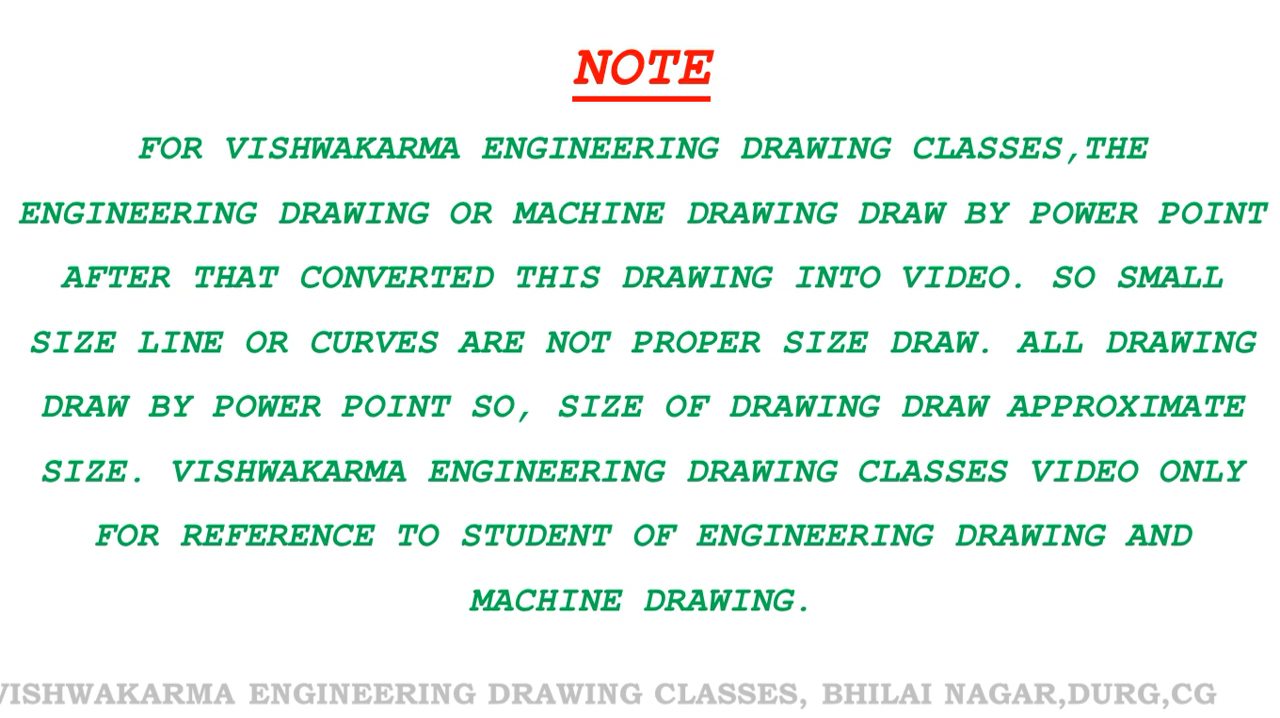 NOTE
FOR VISHWAKARMA ENGINEERING DRAWING CLASSES,THE
ENGINEERING DRAWING OR MACHINE DRAWING DRAW BY POWER POINT
AFTER THAT CONVERTED THIS DRAWING INTO VIDEO. SO SMALL
SIZE LINE OR CURVES ARE NOT PROPER SIZE DRAW. ALL DRAWING
DRAW BY POWER POINT SO, SIZE OF DRAWING DRAW APPROXIMATE
SIZE. VISHWAKARMA ENGINEERING DRAWING CLASSES VIDEO ONLY
FOR REFERENCE TO STUDENT OF ENGINEERING DRAWING AND
MACHINE DRAWING.
VISHWAKARMA ENGINEERING DRAWING CLASSES, BHILAI NAGAR,DURG,CG